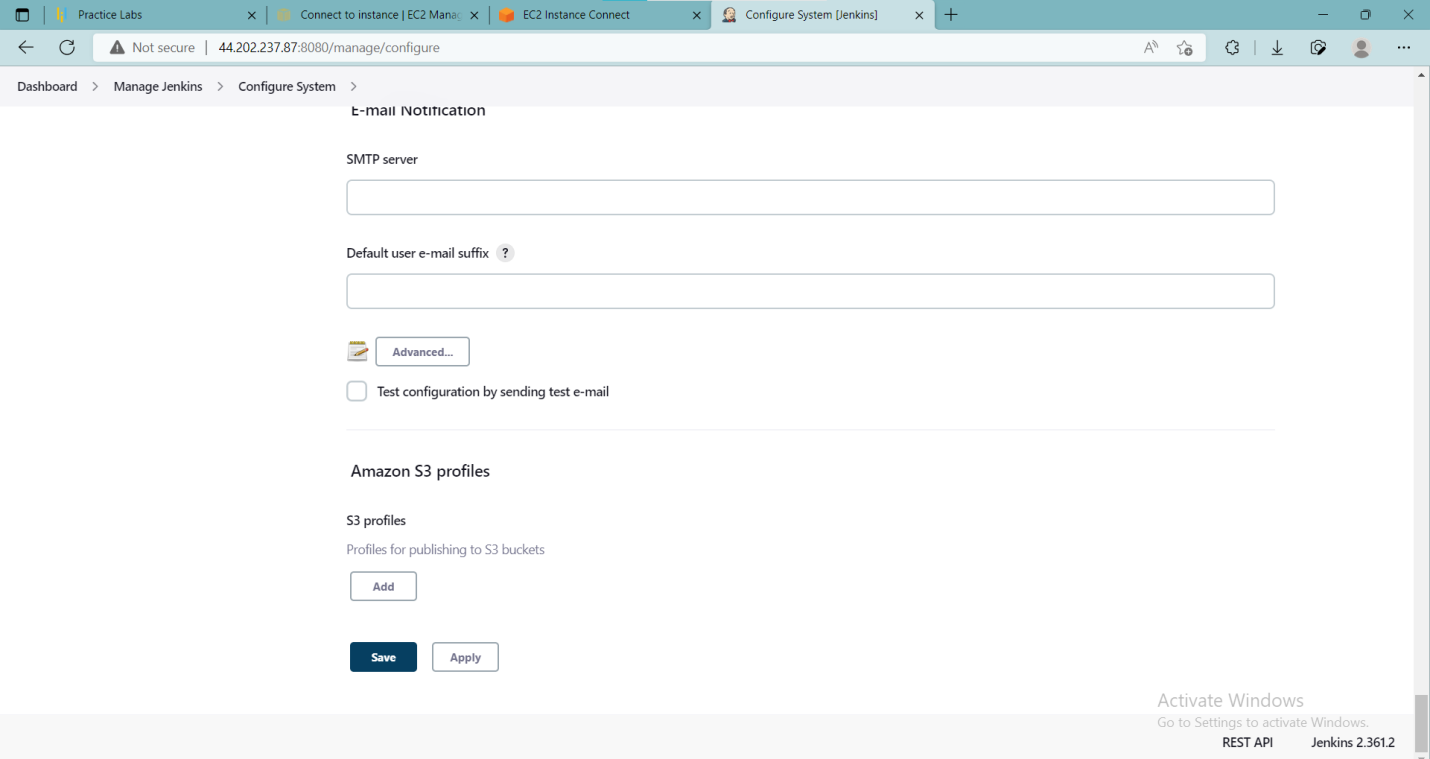 Practice Labs
Connect to instance | EC2 Manag
EC2 Instance Connect
Configure System [Jenkins]
Not secure | 44.202.237.87:8080/manage/configure
Dashboard > Manage Jenkins > Configure System >
E-mail Notification
SMTP server
Default user e-mail suffix ?
Advanced...
Test configuration by sending test e-mail
Amazon S3 profiles
S3 profiles
Profiles for publishing to S3 buckets
Add
Save Apply
Activate Windows
Go to Settings to activate Windows.
REST API Jenkins 2.361.2